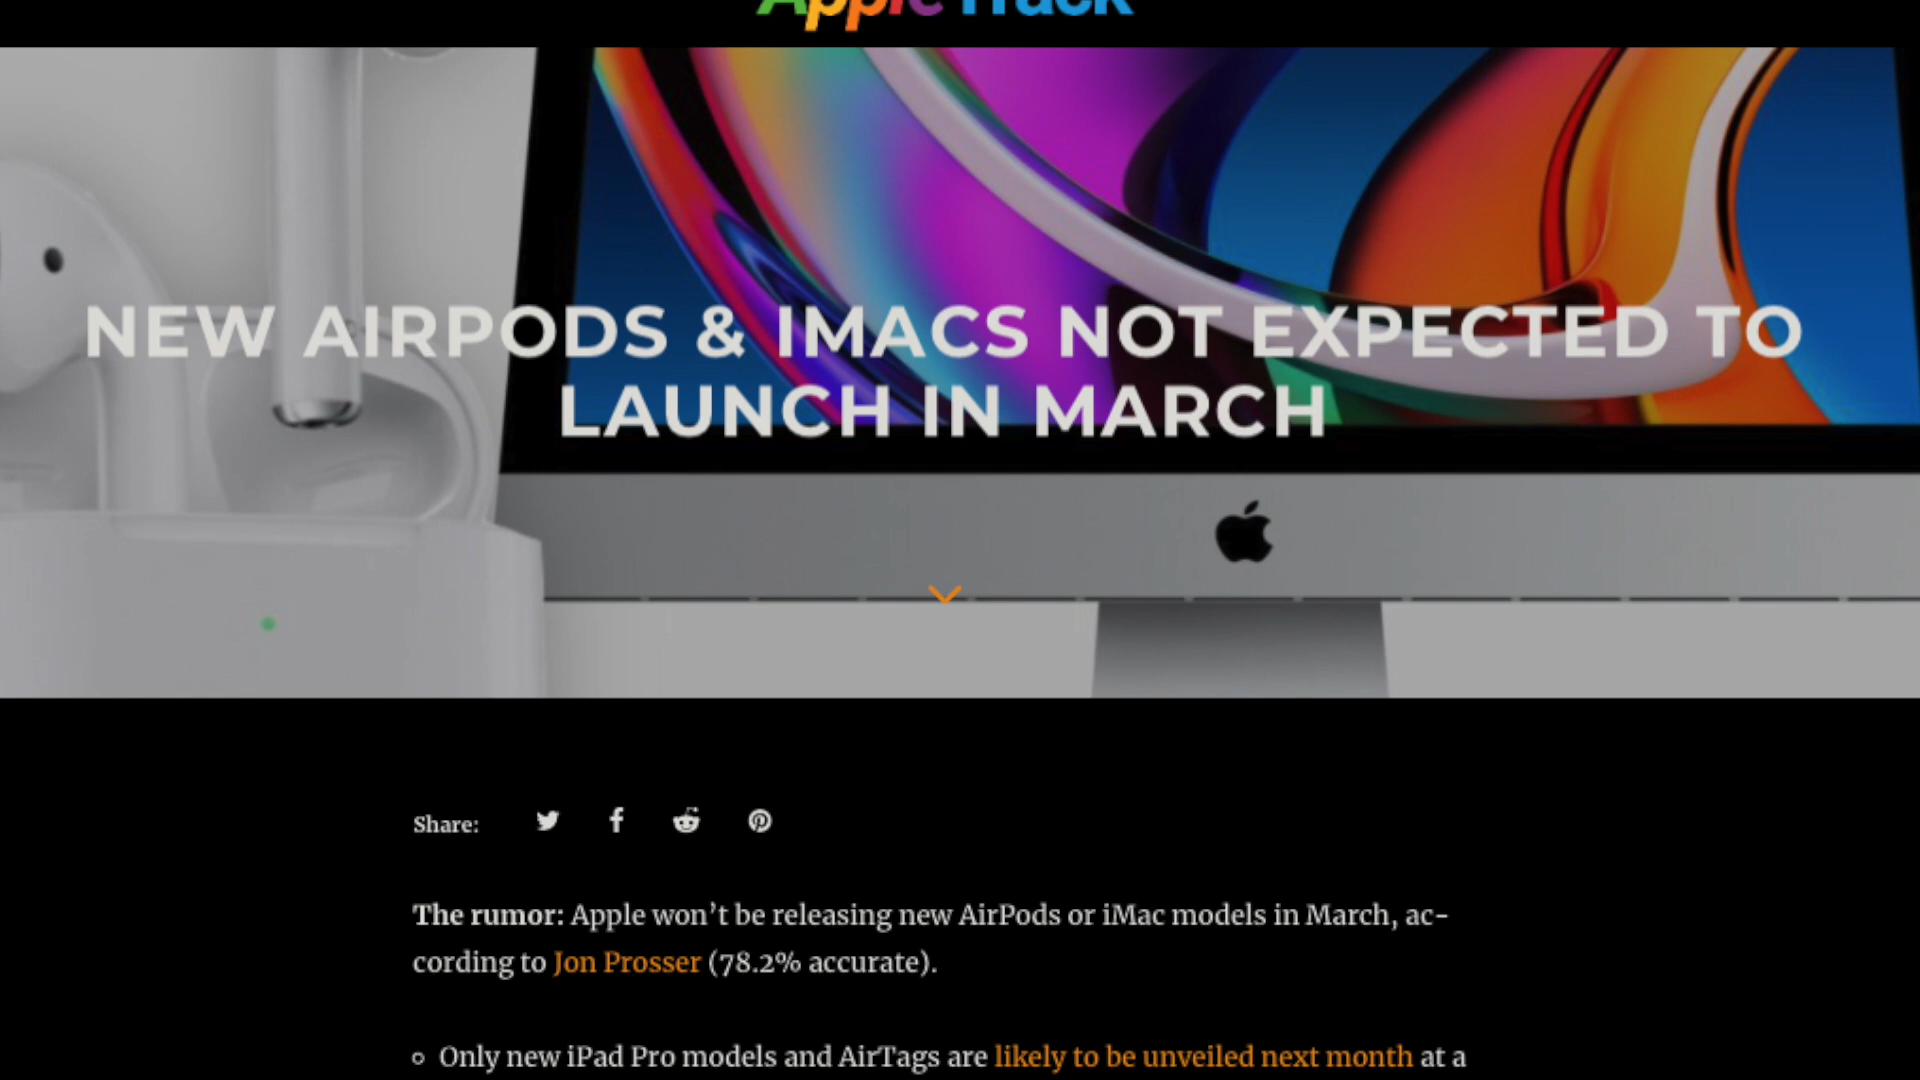 AppleTrack
NEW AIRPODS & IMACS NOT EXPECTED TO
LAUNCH IN MARCH
Share:
The rumor: Apple won’t be releasing new AirPods or iMac models in March, ac-
cording to Jon Prosser (78.2% accurate).
Only new iPad Pro models and AirTags are likely to be unveiled next month at a